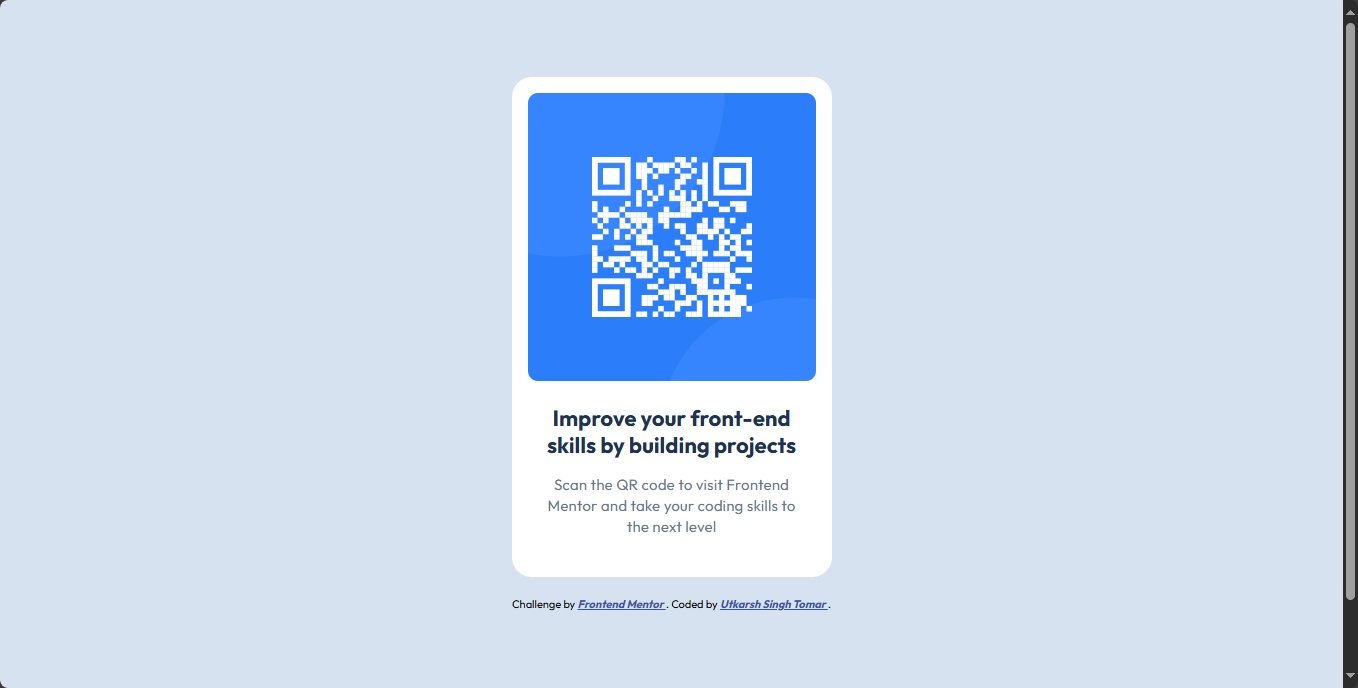 Improve your front-end
skills by building projects
Scan the QR code to visit Frontend
Mentor and take your coding skills to
the next level
Challenge by Frontend Mentor . Coded by Utkarsh Singh Tomar .